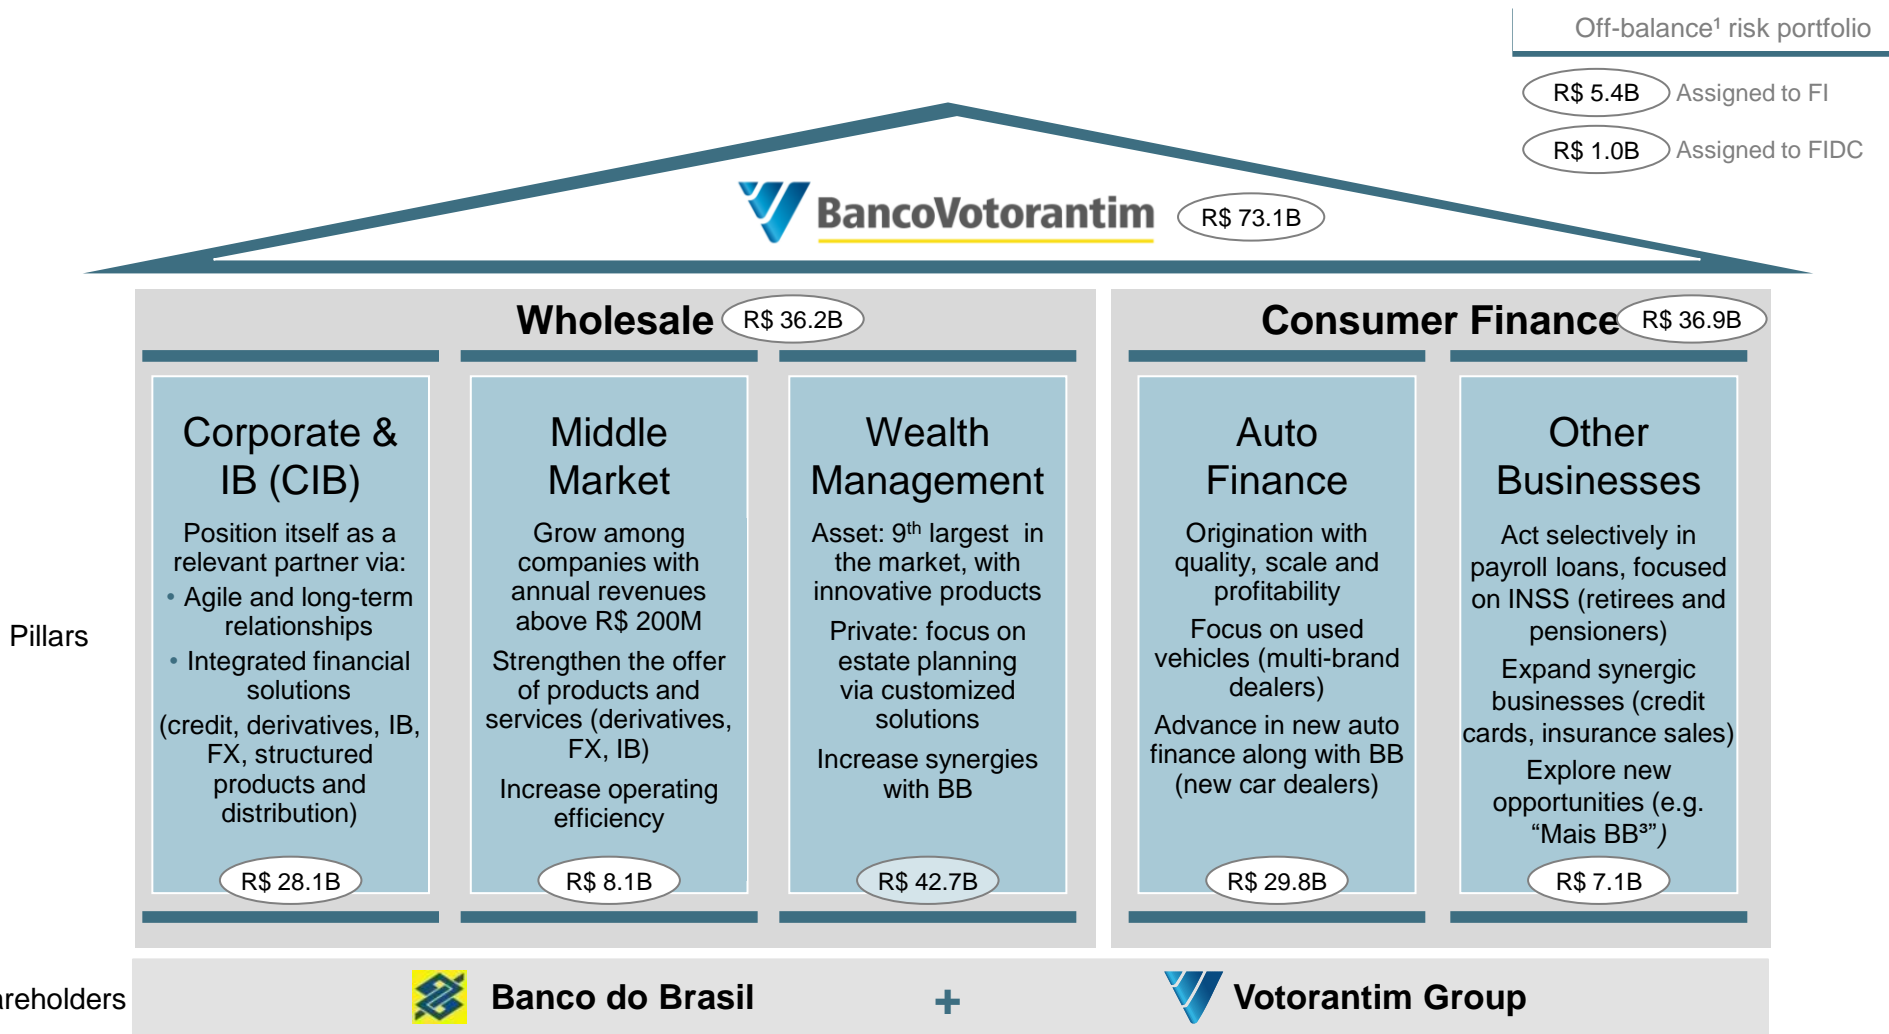 Off-balance¹ risk portfolio
R$ 5.4B Assigned to FI
R$ 1.0B Assigned to FIDC
BancoVotorantim R$ 73.1B
Wholesale R$ 36.2B
Consumer Finance R$ 36.9B
Pillars
Corporate &
IB (CIB)
Position itself as a
relevant partner via:
• Agile and long-term
relationships
• Integrated financial
solutions
(credit, derivatives, IB,
FX, structured
products and
distribution)
R$ 28.1B
Middle
Market
Grow among
companies with
annual revenues
above R$ 200M
Strengthen the offer
of products and
services (derivatives,
FX, IB)
Increase operating
efficiency
R$ 8.1B
Wealth
Management
Asset: 9th largest in
the market, with
innovative products
Private: focus on
estate planning
via customized
solutions
Increase synergies
with BB
R$ 42.7B
Auto
Finance
Origination with
quality, scale and
profitability
Focus on used
vehicles (multi-brand
dealers)
Advance in new auto
finance along with BB
(new car dealers)
R$ 29.8B
Other
Businesses
Act selectively in
payroll loans, focused
on INSS (retirees and
pensioners)
Expand synergic
businesses (credit
cards, insurance sales)
Explore new
opportunities (e.g.
“Mais BB³”)
R$ 7.1B
areholders
Banco do Brasil + Votorantim Group